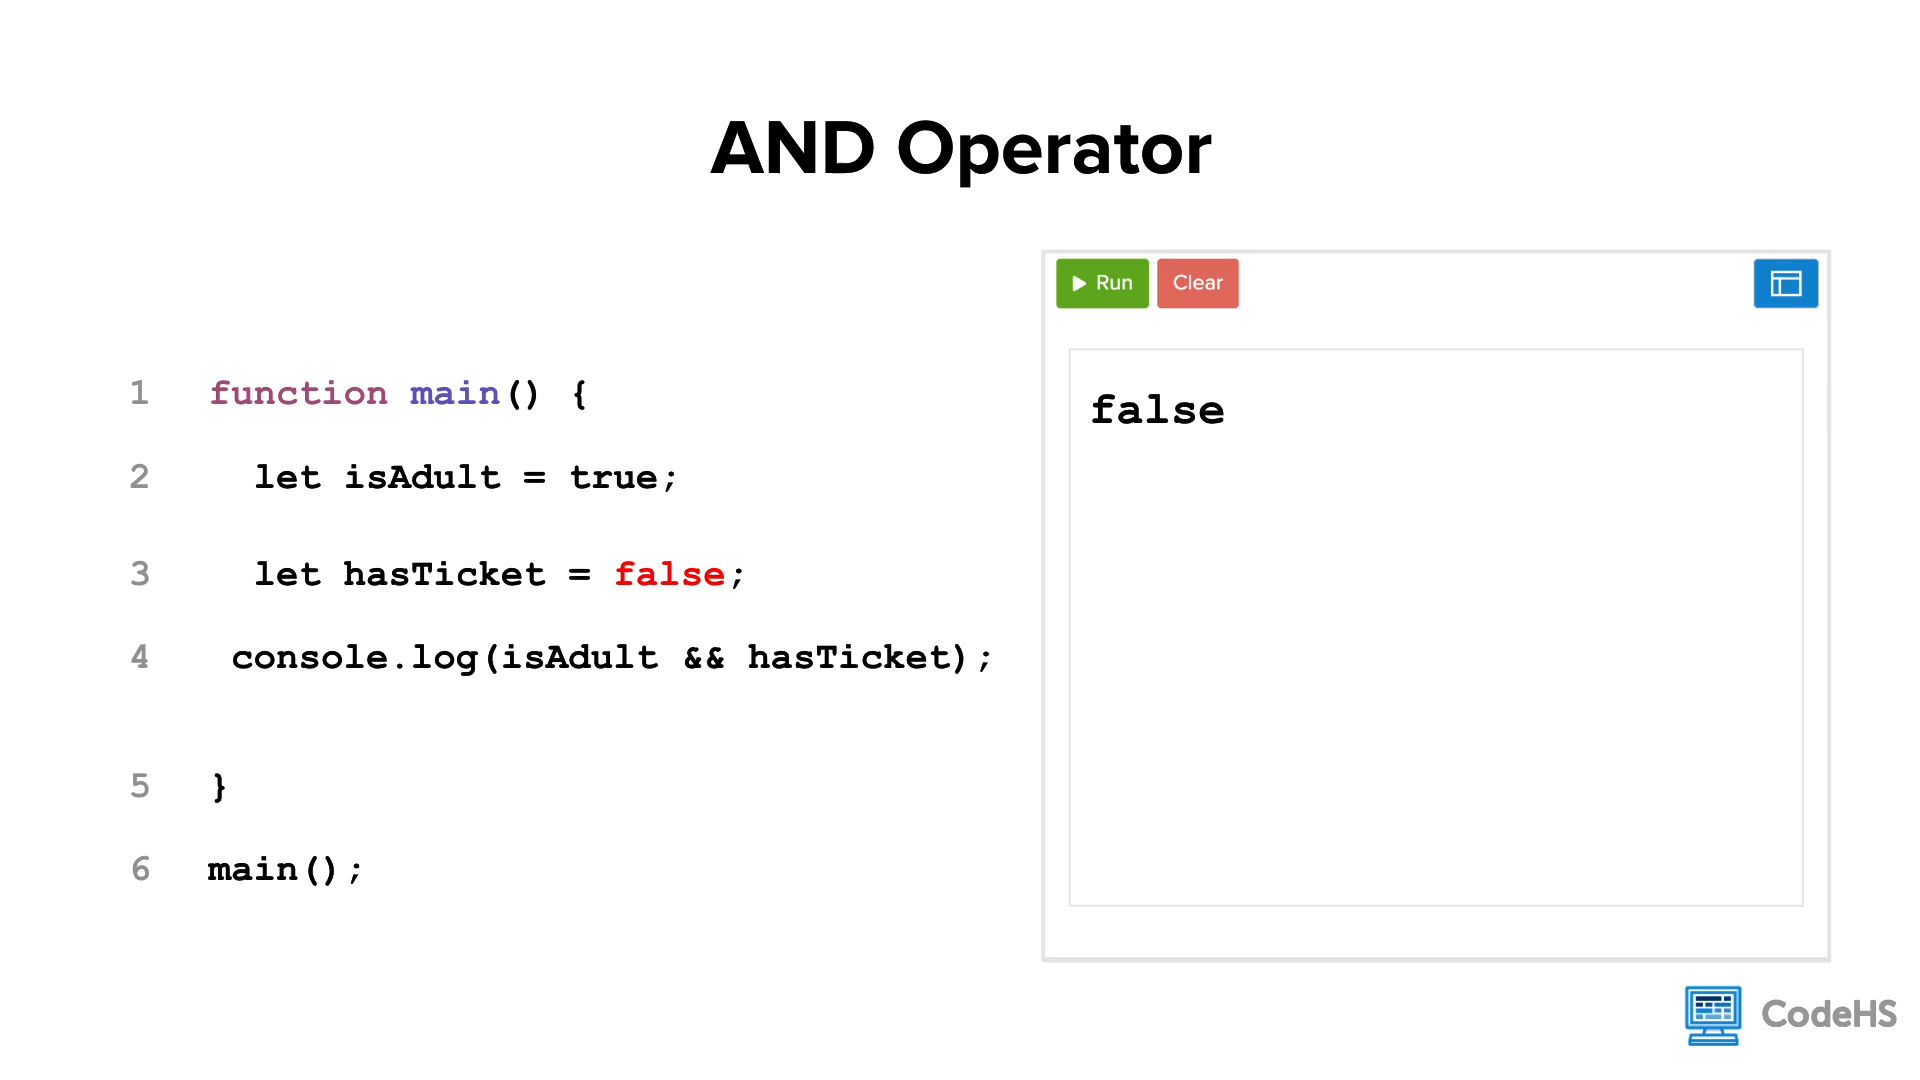 AND Operator
1 function main() {
2 let isAdult = true;
3 let hasTicket = false;
4 console.log(isAdult && hasTicket);
5 }
6 main();
Run Clear
false
CodeHS